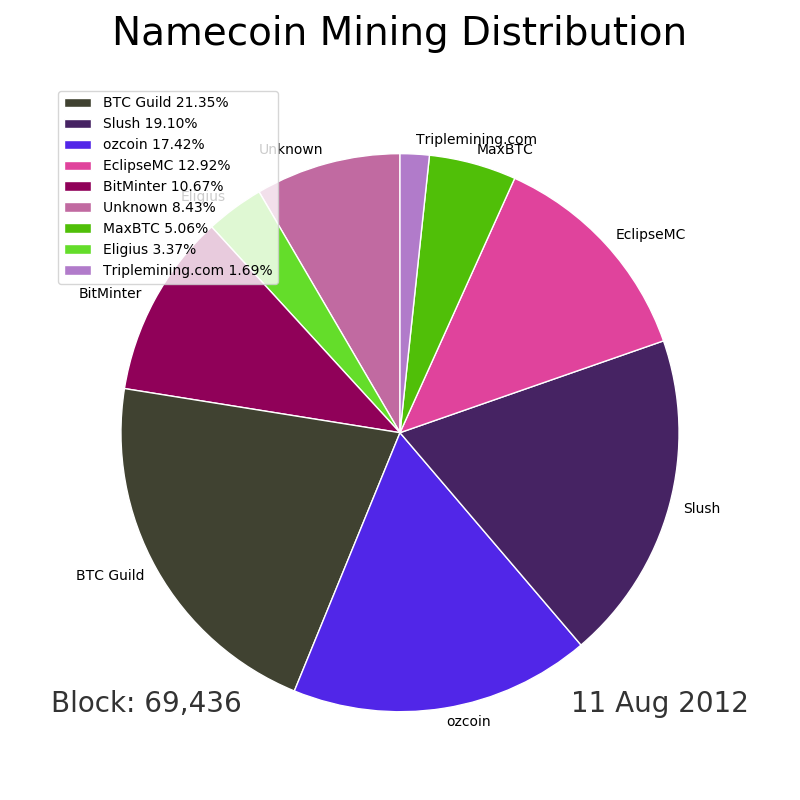 Namecoin Mining Distribution
BTC Guild 21.35%
Slush 19.10%
ozcoin 17.42%
EclipseMC 12.92%
BitMinter 10.67%
Unknown 8.43%
MaxBTC 5.06%
Eligius 3.37%
Triplemining.com 1.69%
Triplemining.com
MaxBTC
Unknown
Eligius
EclipseMC
BitMinter
Slush
BTC Guild
ozcoin
Block: 69,436
11 Aug 2012